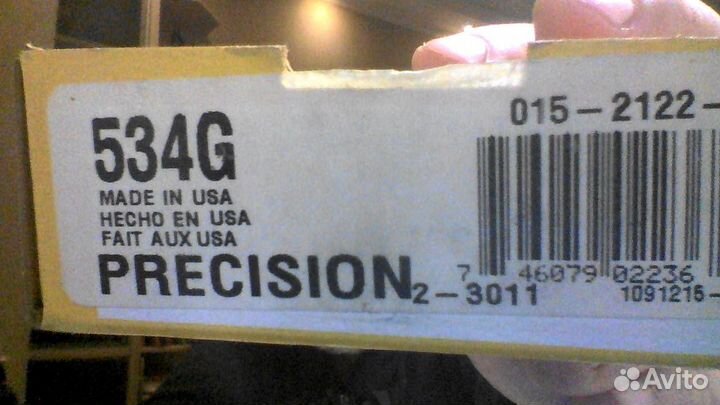 534G
MADE IN USA
HECHO EN USA
FAIT AUX USA
PRECISION 2-3011
015-2122-
7 46079 02236
1091215-
Avito